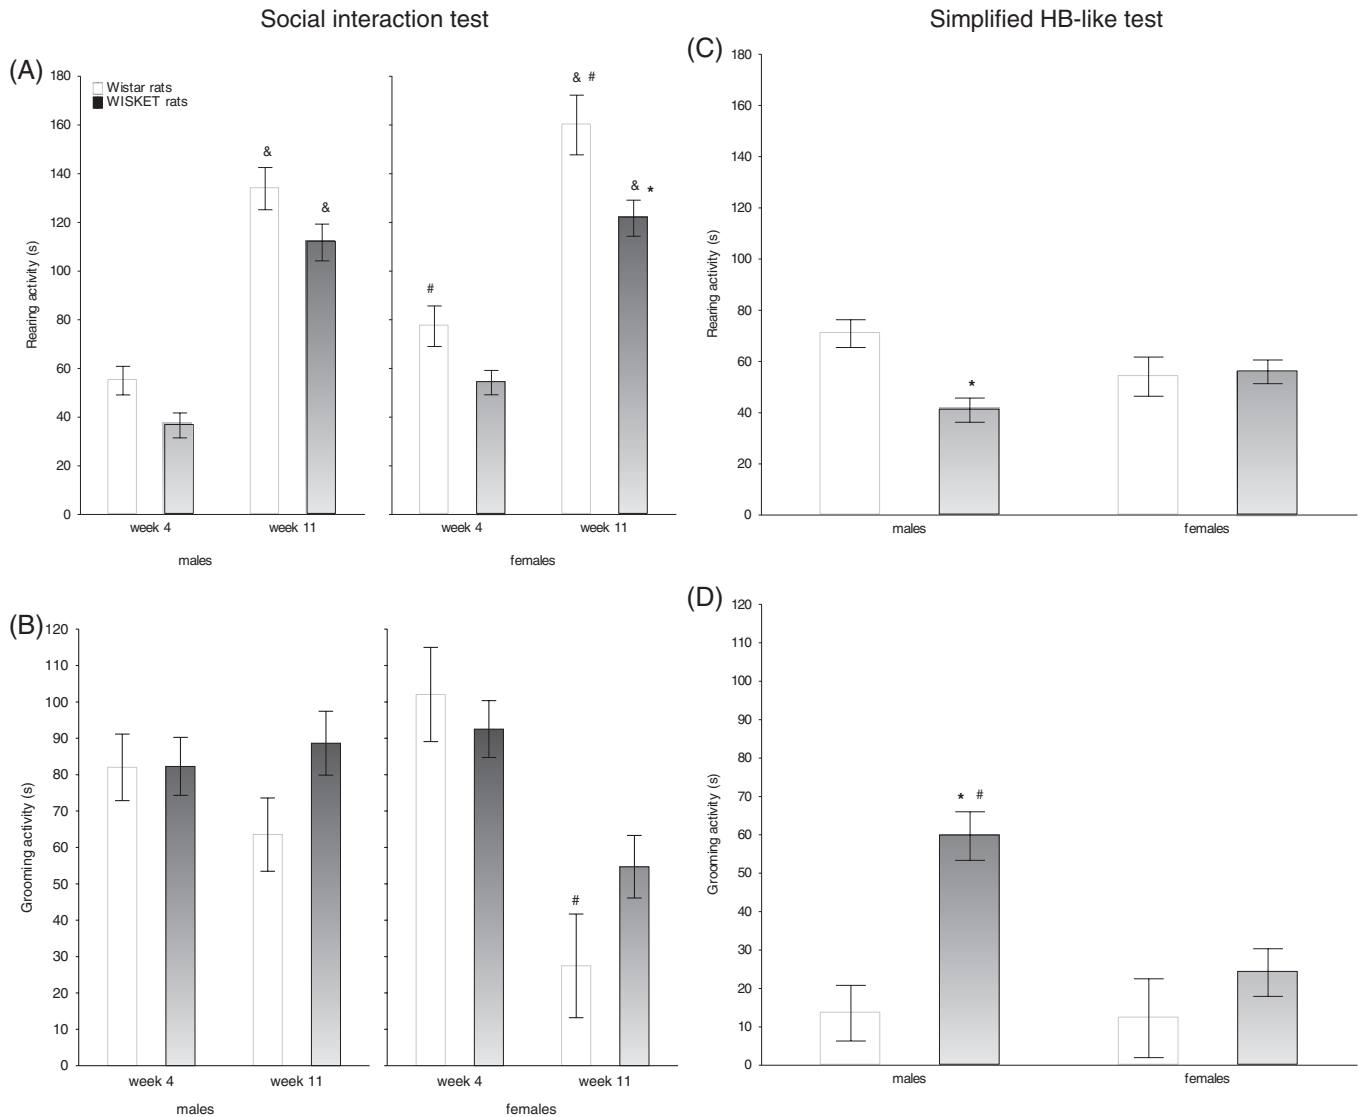 Social interaction test
Simplified HB-like test
(A)
180
160
140
120
100
80
60
40
20
0
Rearing activity (s)
Wistar rats
WISKET rats
&
&
#
& #
& *
week 4
week 11
week 4
week 11
males
females
(C)
180
160
140
120
100
80
60
40
20
0
Rearing activity (s)
*
males
females
(B)
120
110
100
90
80
70
60
50
40
30
20
10
0
Grooming activity (s)
#
week 4
week 11
week 4
week 11
males
females
(D)
120
110
100
90
80
70
60
50
40
30
20
10
0
Grooming activity (s)
* #
males
females